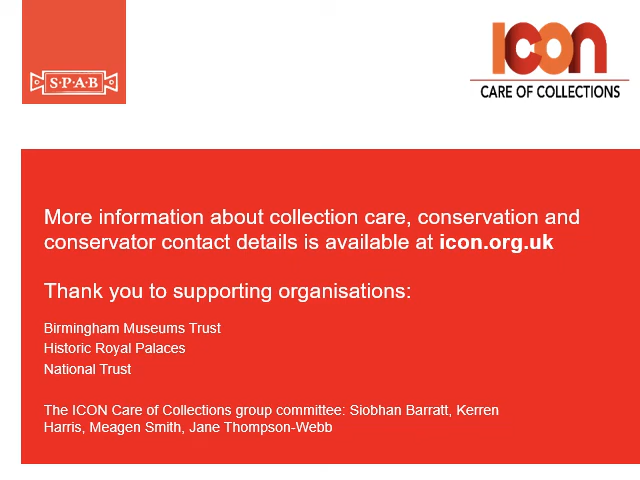 S·P·A·B
ICON
CARE OF COLLECTIONS
More information about collection care, conservation and
conservator contact details is available at icon.org.uk
Thank you to supporting organisations:
Birmingham Museums Trust
Historic Royal Palaces
National Trust
The ICON Care of Collections group committee: Siobhan Barratt, Kerren
Harris, Meagen Smith, Jane Thompson-Webb